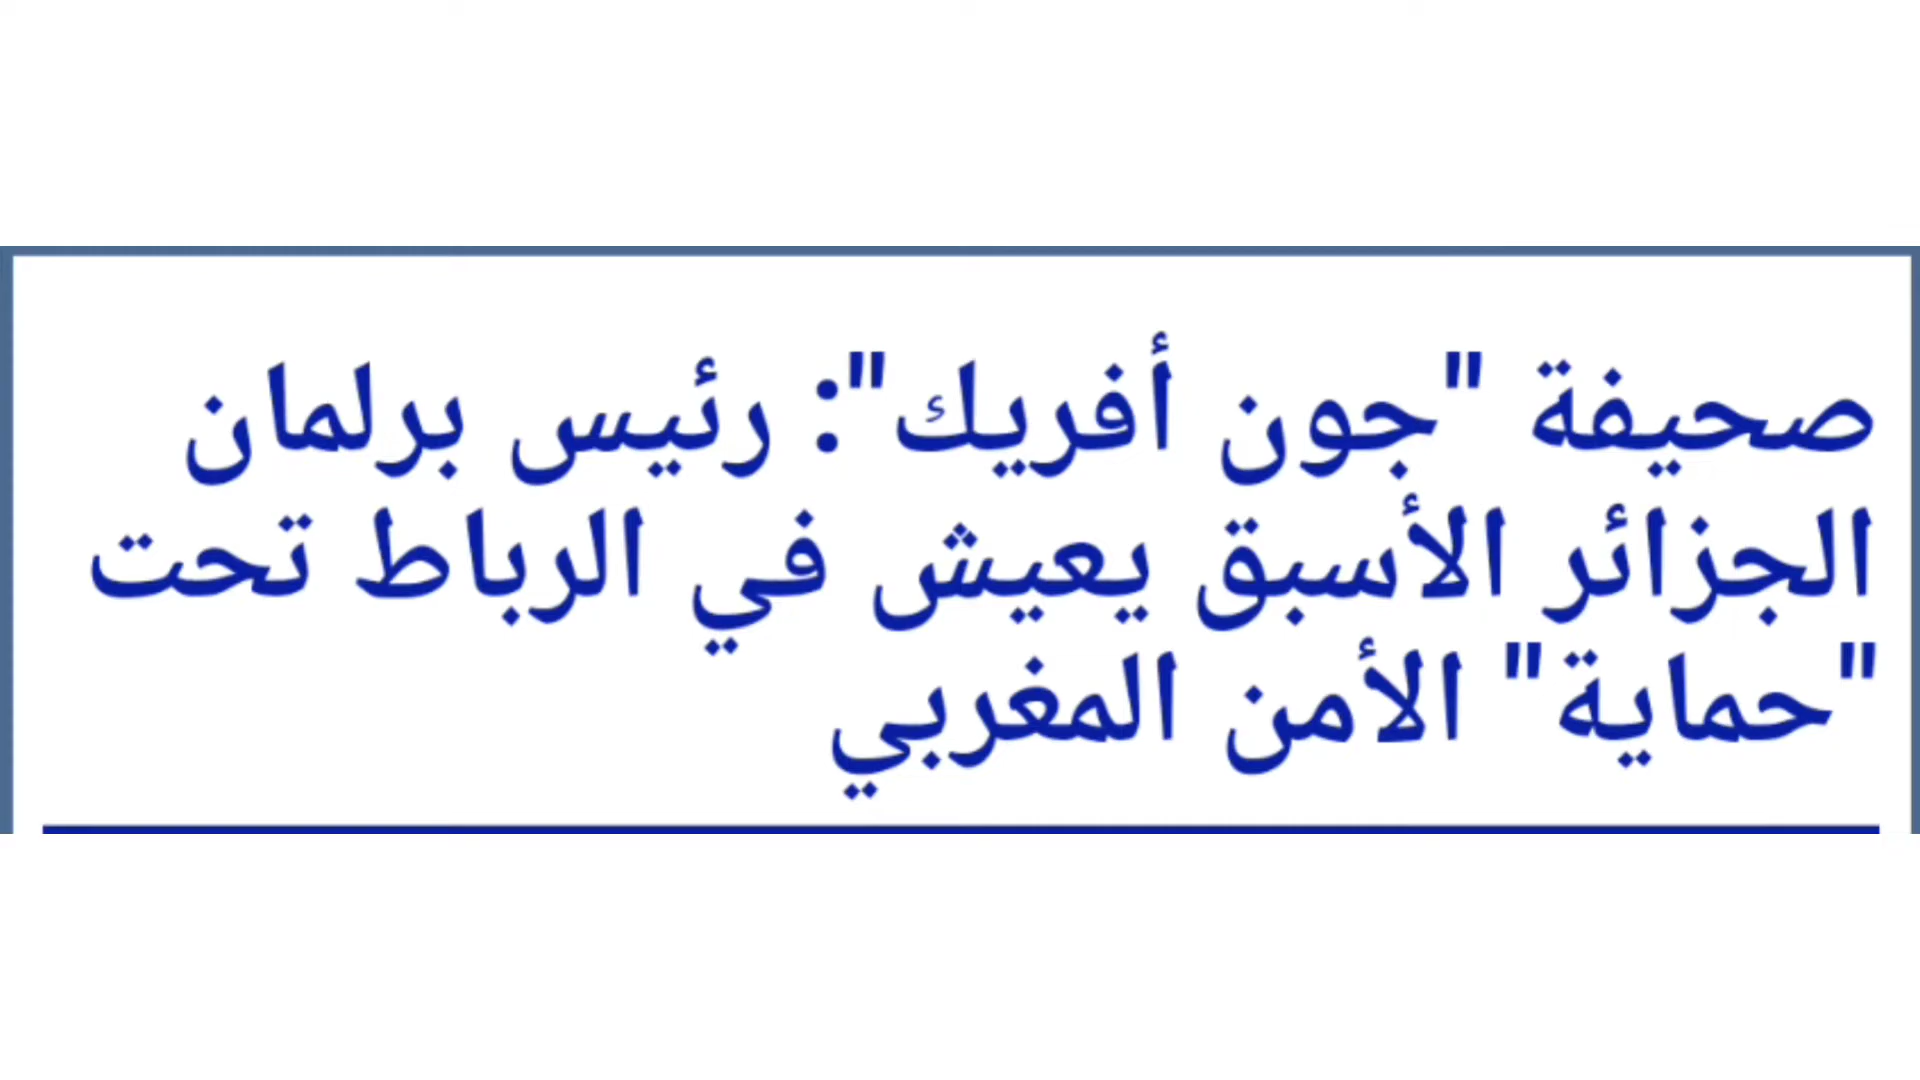 صحيفة "جون أفريك": رئيس برلمان
الجزائر الأسبق يعيش في الرباط تحت
"حماية" الأمن المغربي